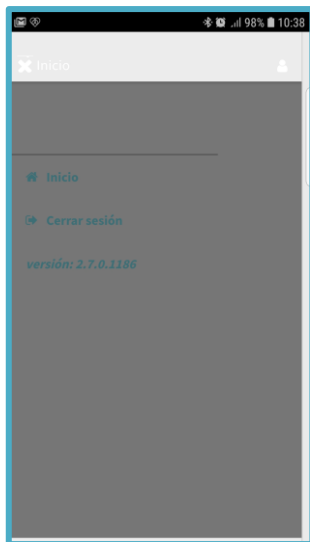 98% 10:38
Inicio
Inicio
Cerrar sesión
versión: 2.7.0.1186